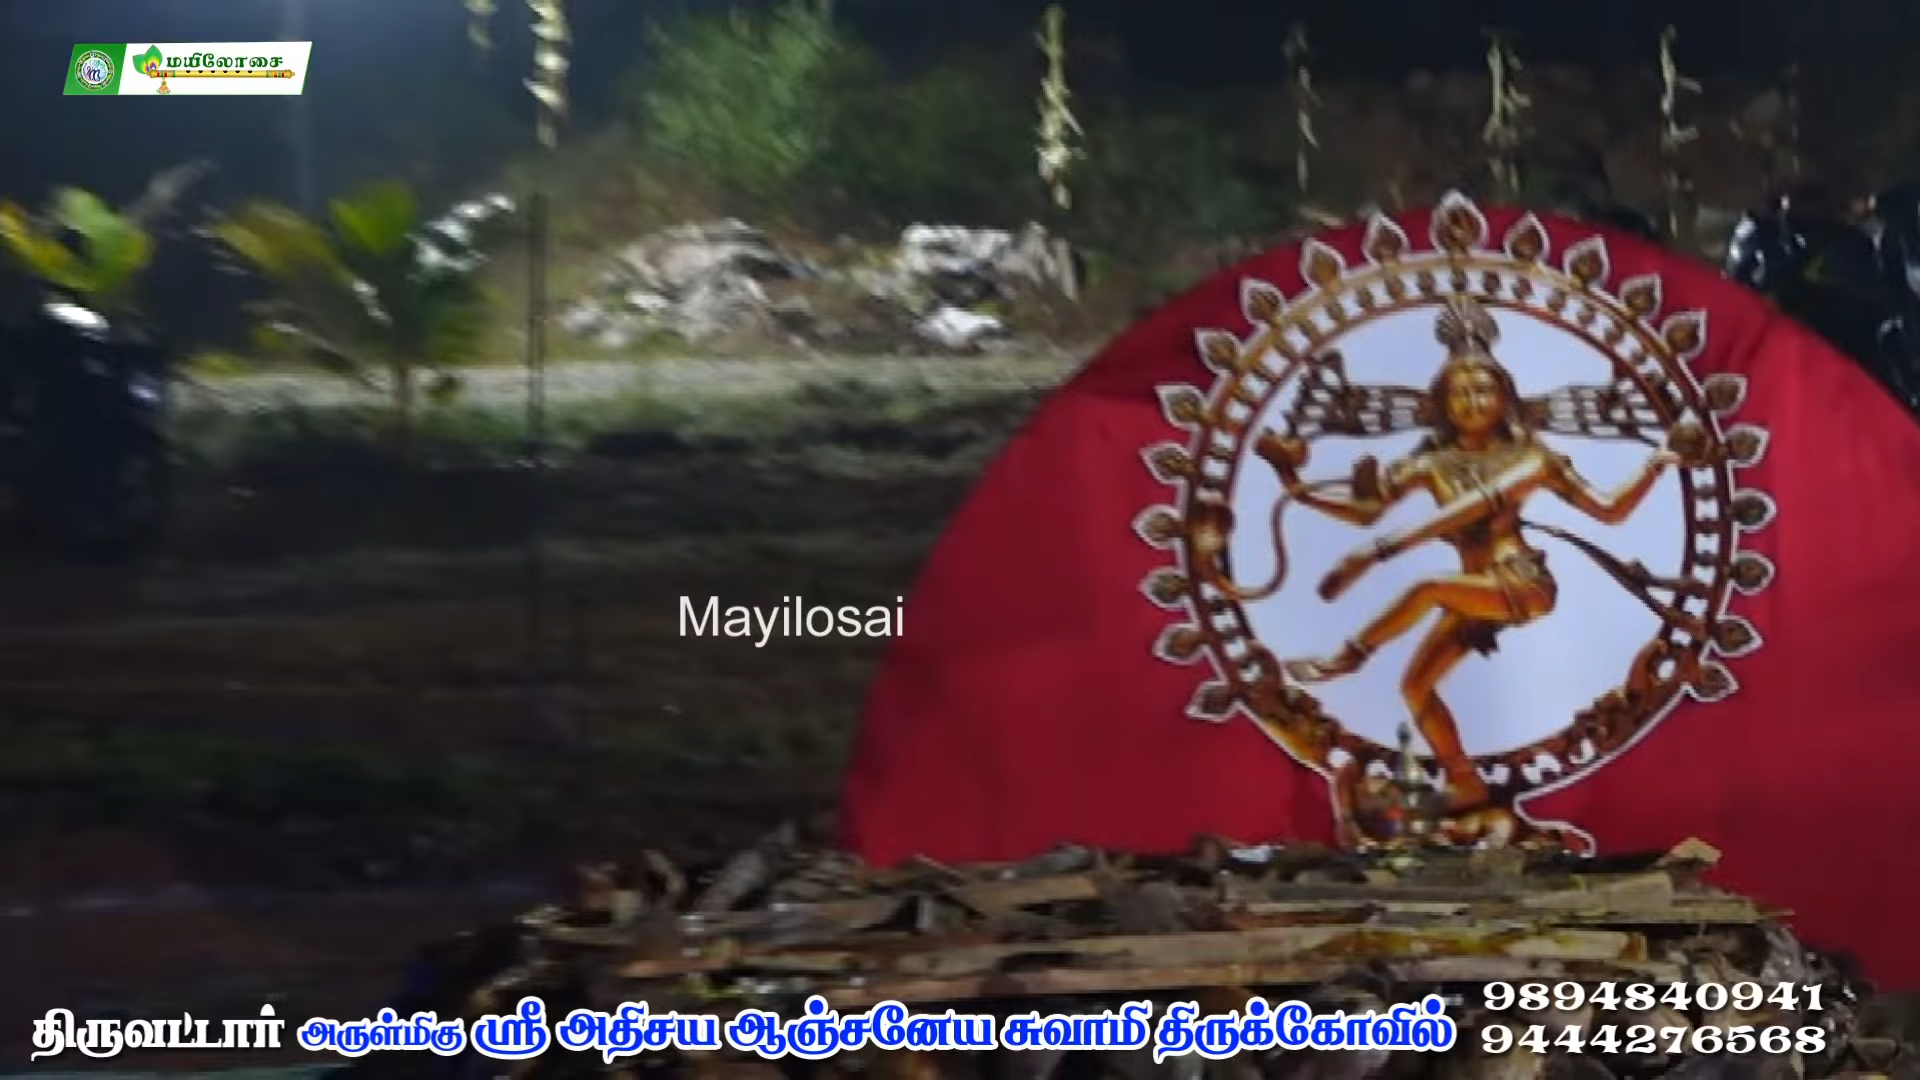 மயிலோசை
Mayilosai
திருவட்டார் அருள்மிகு ஸ்ரீ அதிசய ஆஞ்சனேய சுவாமி திருக்கோவில்
9894840941
9444276568